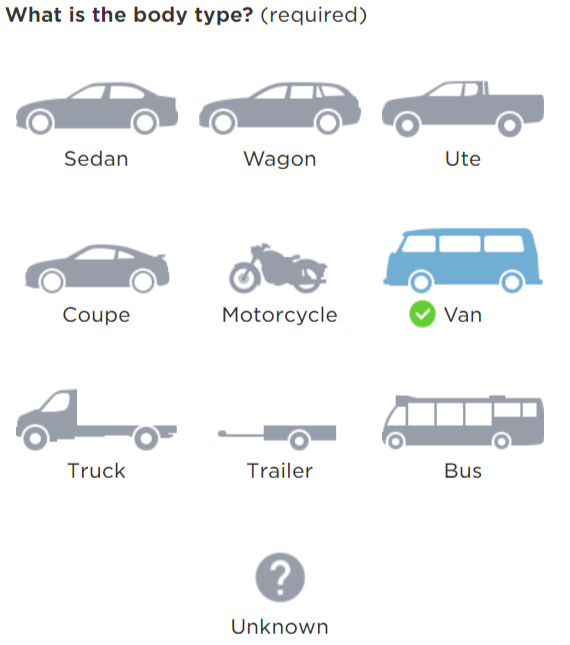 What is the body type? (required)
Sedan
Wagon
Ute
Coupe
Motorcycle
Van
Truck
Trailer
Bus
?
Unknown